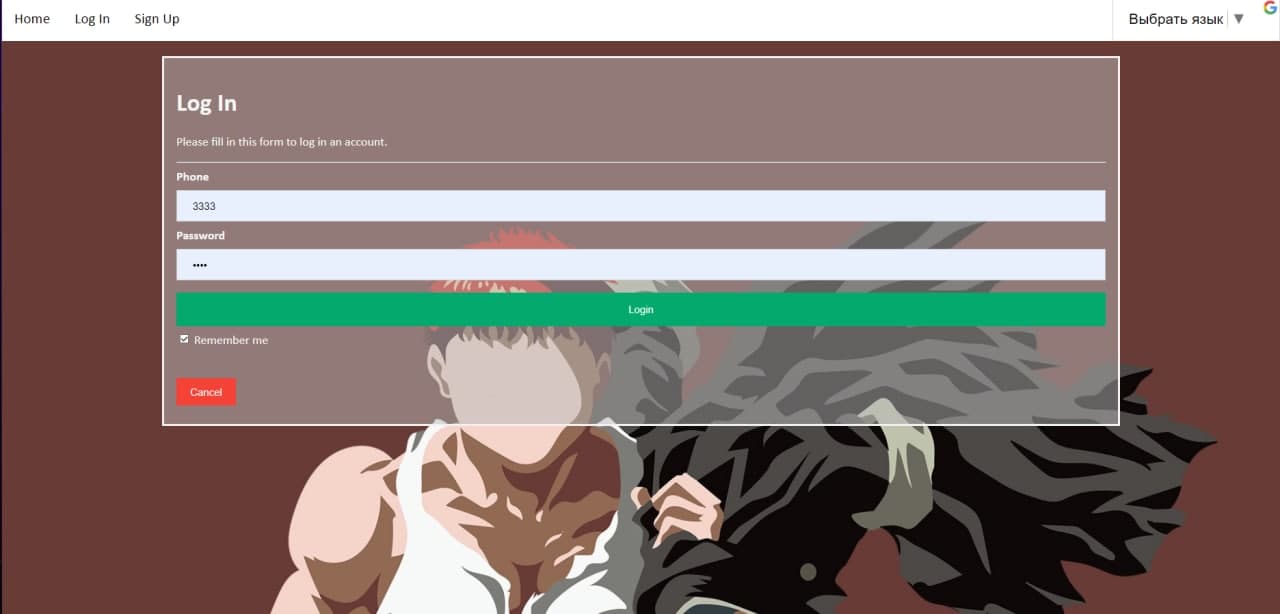 Home Log In Sign Up Выбрать язык ▼
Log In
Please fill in this form to log in an account.
Phone
3333
Password
••••
Login
Remember me
Cancel